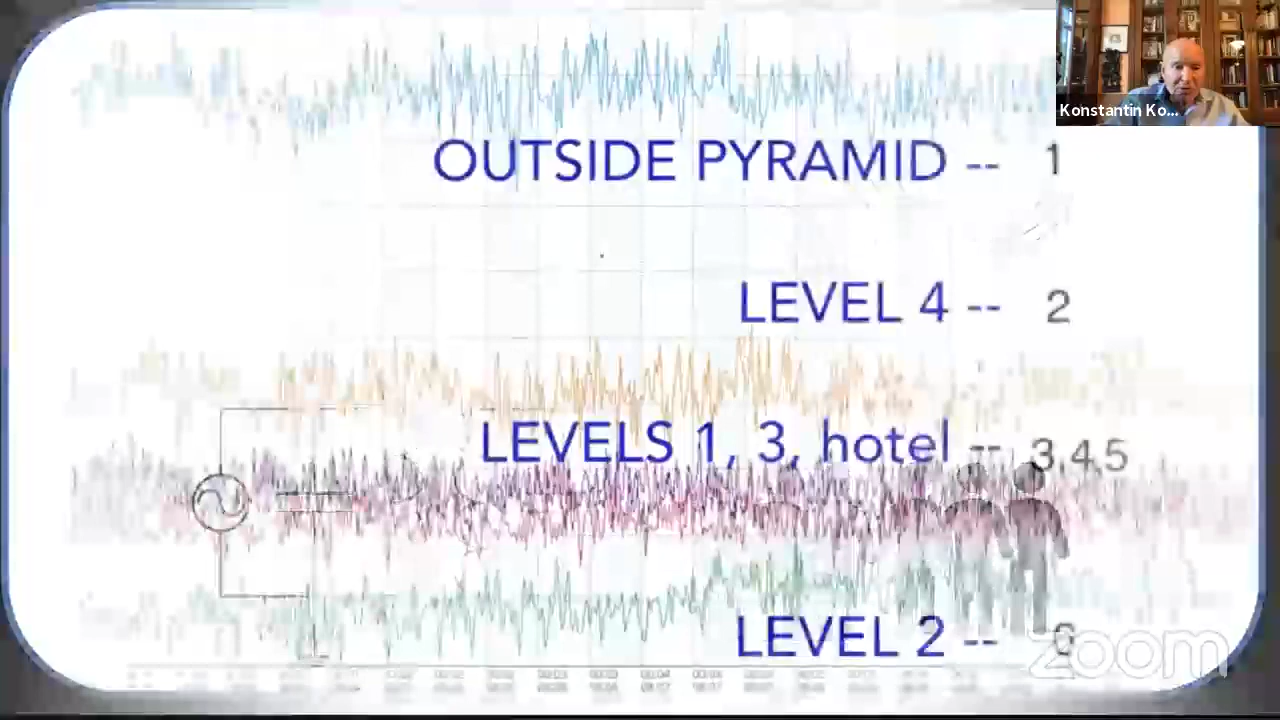 Konstantin Ko...
OUTSIDE PYRAMID -- 1
LEVEL 4 -- 2
LEVELS 1, 3, hotel -- 3,4,5
LEVEL 2 --
zoom